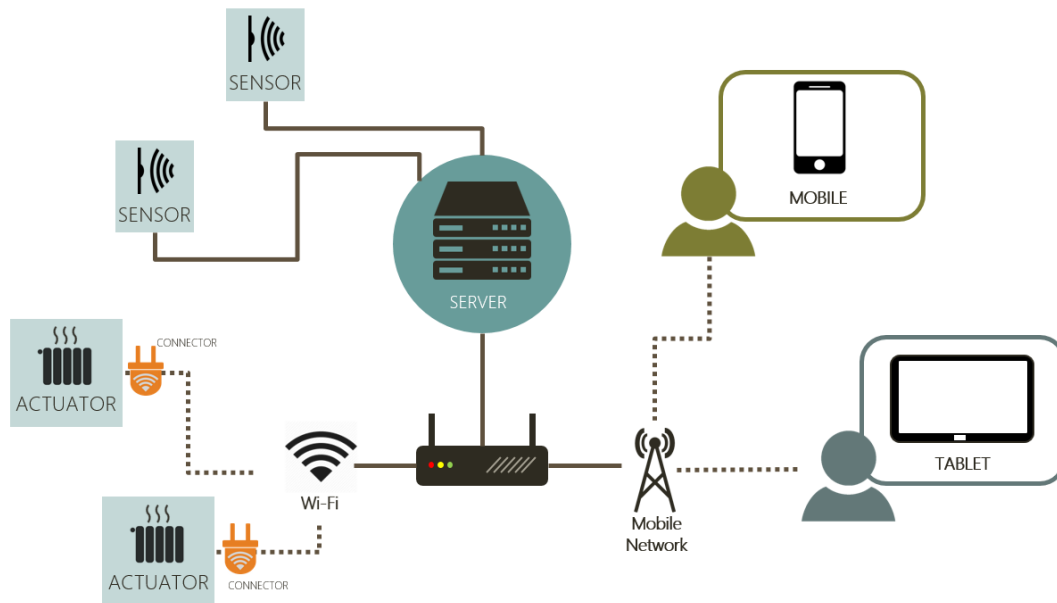 SENSOR
SENSOR
SERVER
MOBILE
CONNECTOR
ACTUATOR
TABLET
Wi-Fi
Mobile
Network
ACTUATOR
CONNECTOR